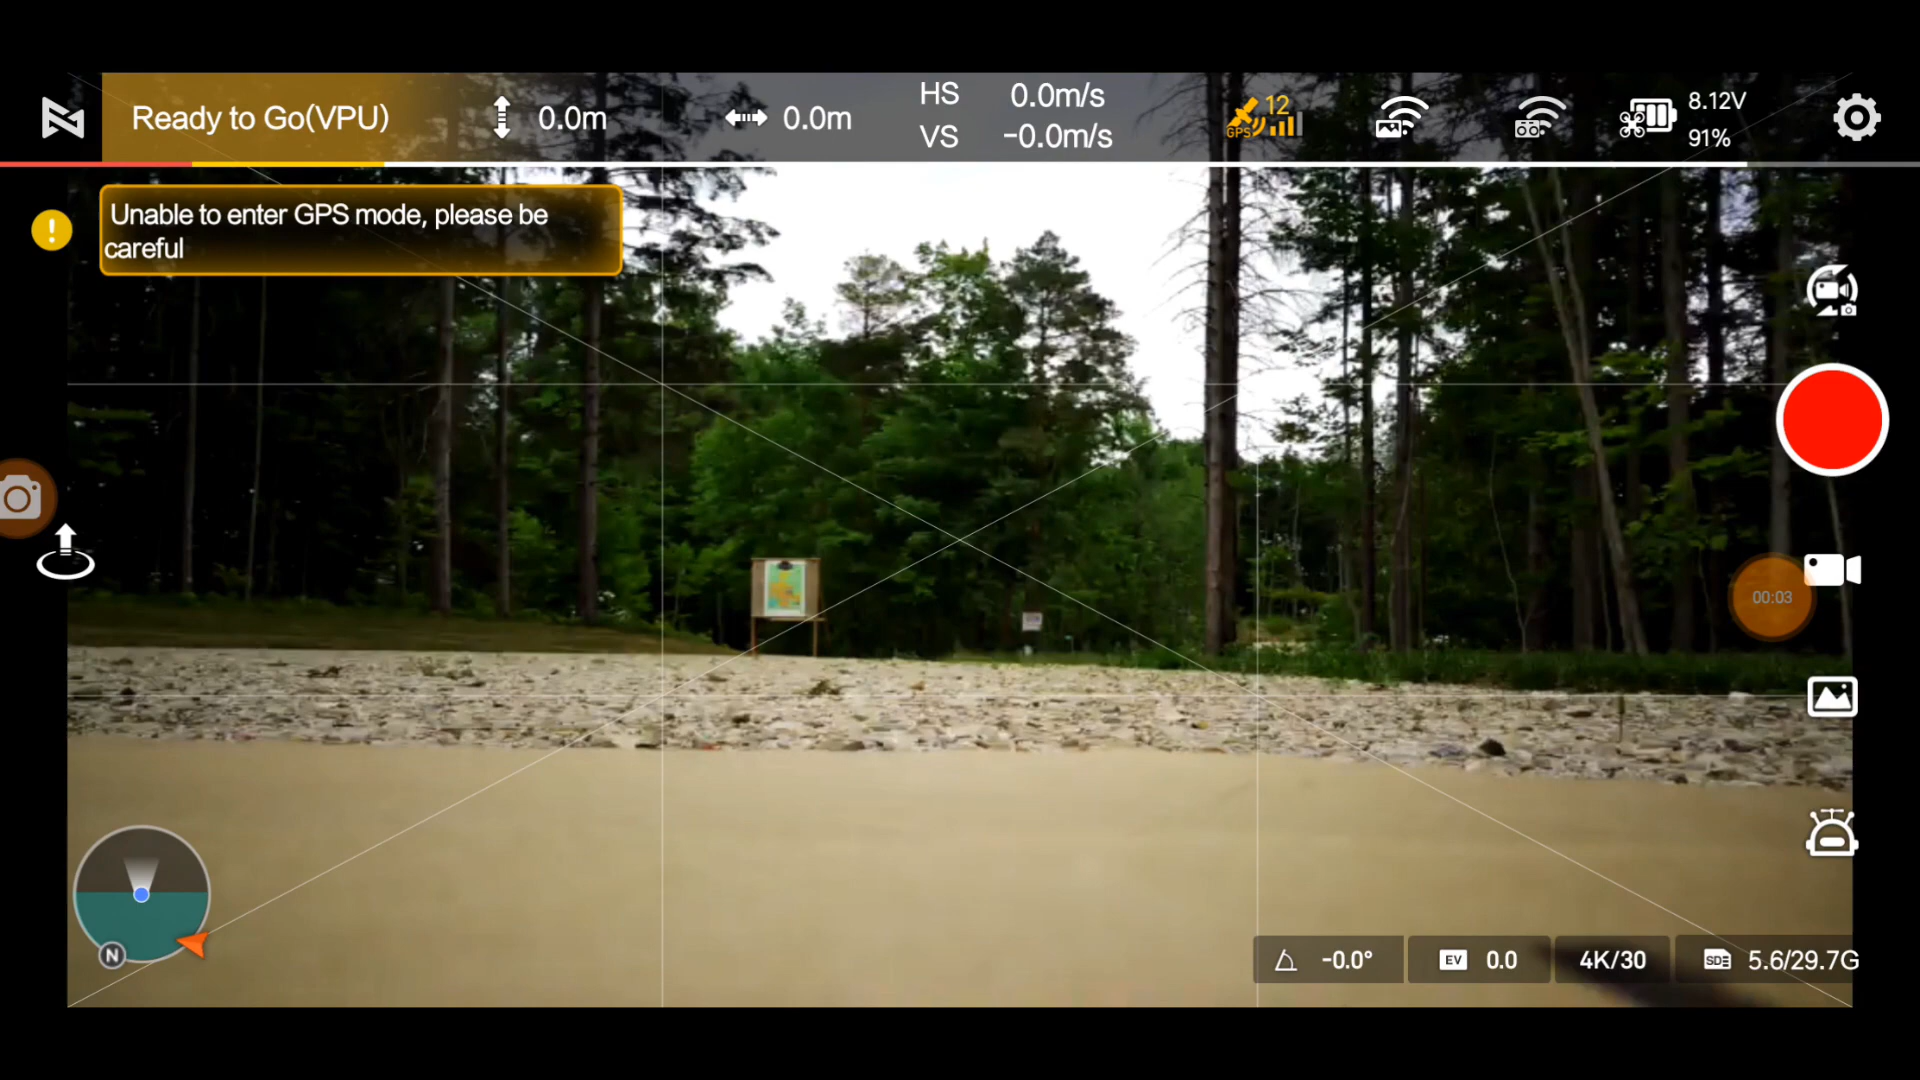 Ready to Go(VPU)
0.0m
0.0m
HS 0.0m/s
VS -0.0m/s
GPS 12
8.12V
91%
Unable to enter GPS mode, please be
careful
00:03
N
-0.0°
EV 0.0
4K/30
SD 5.6/29.7G